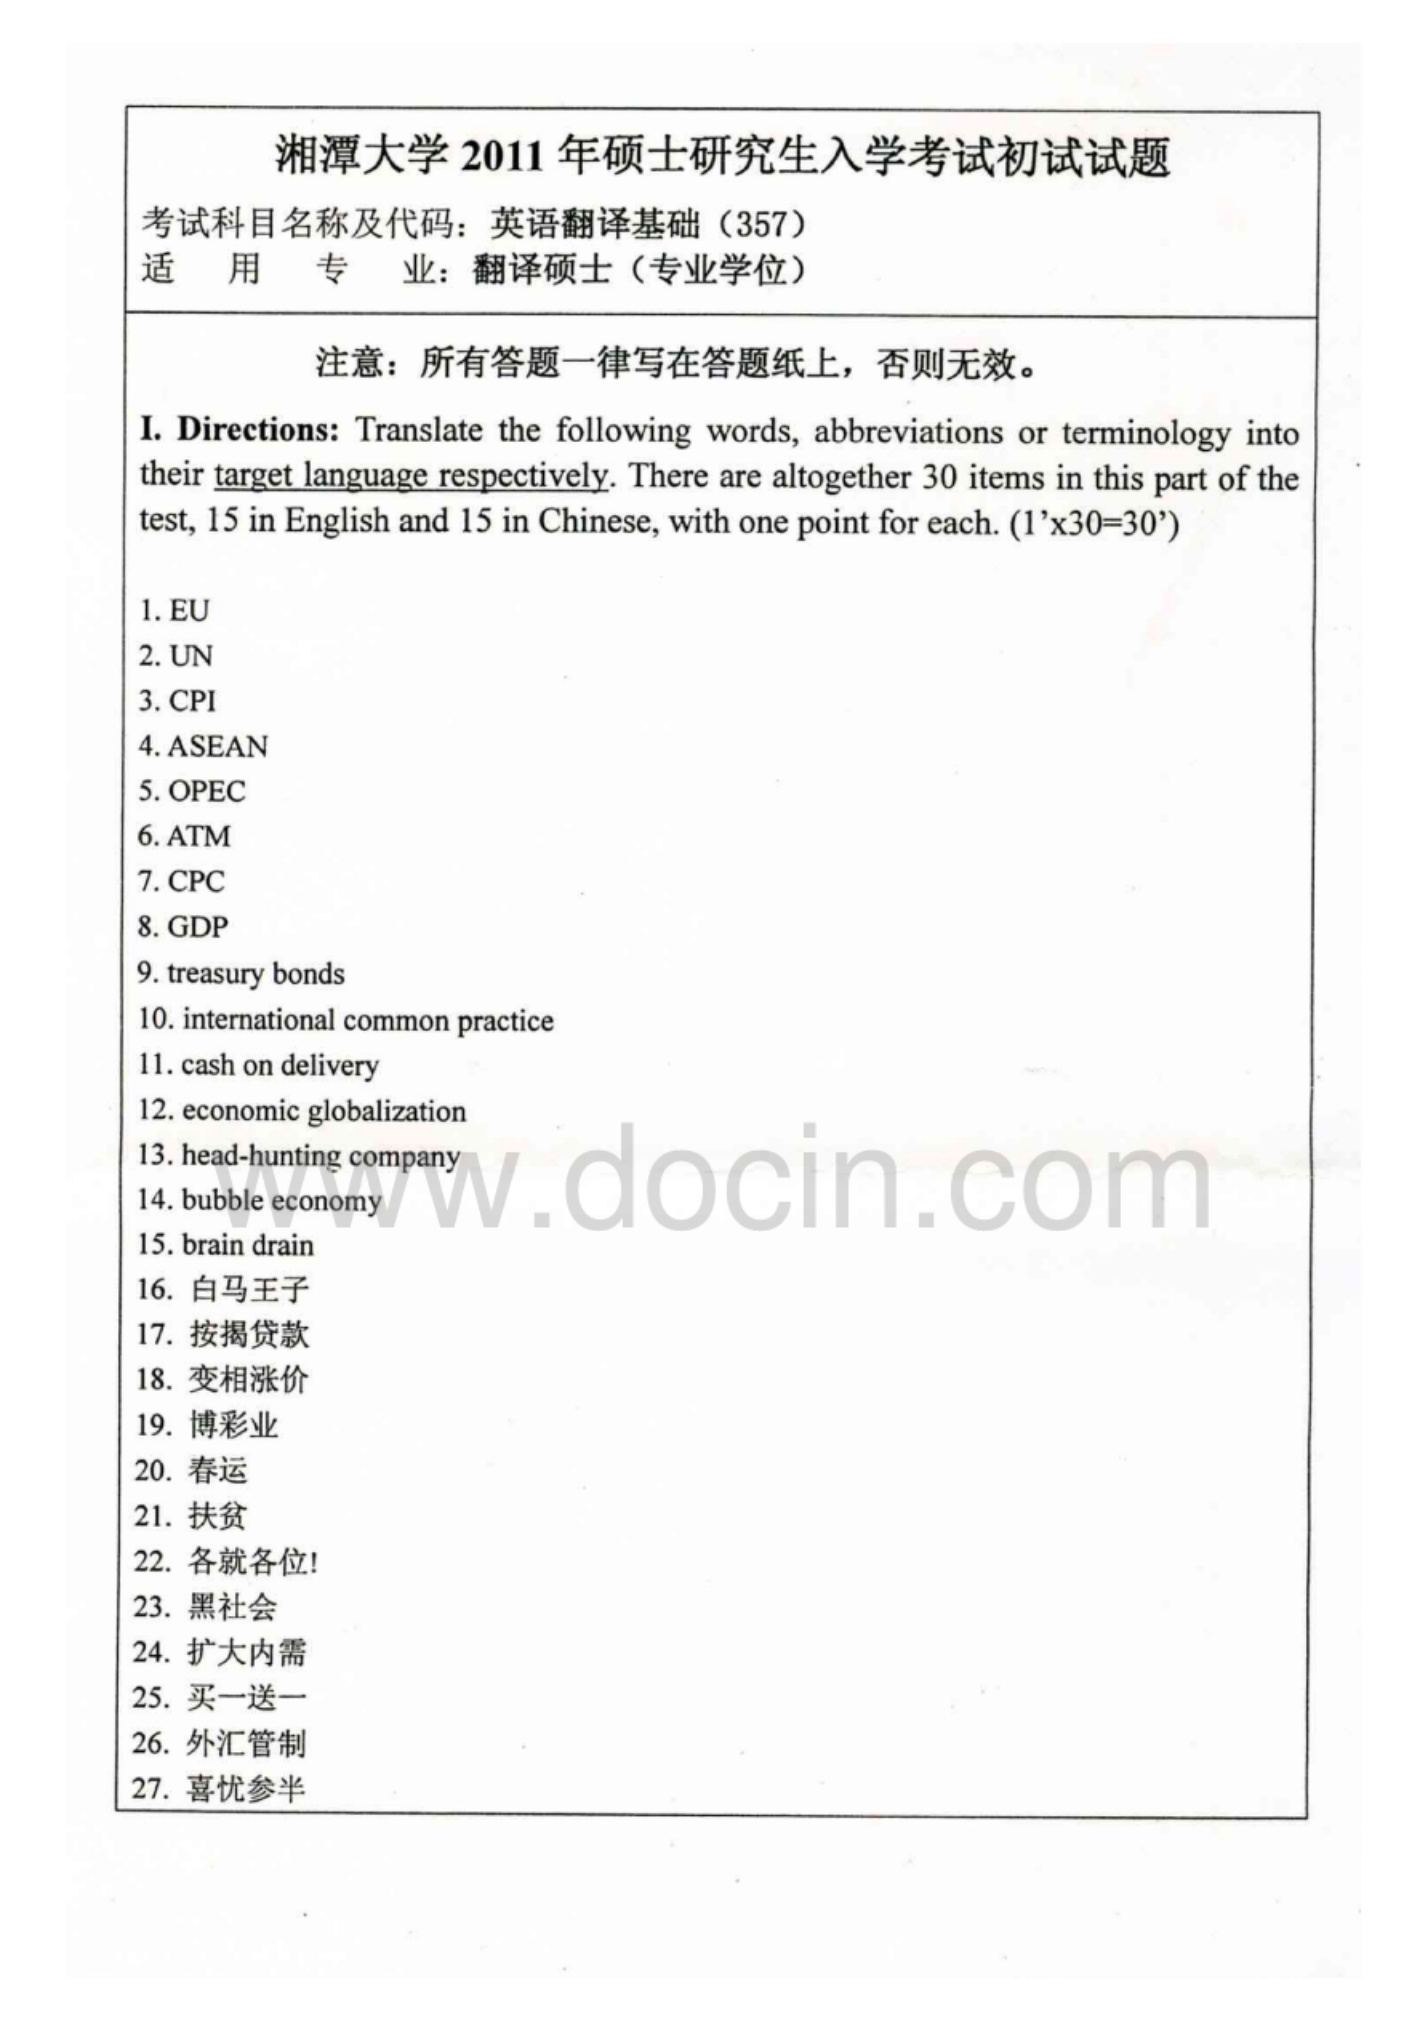 湘潭大学 2011 年硕士研究生入学考试初试试题
考试科目名称及代码：英语翻译基础（357）
适 用 专 业：翻译硕士（专业学位）
注意：所有答题一律写在答题纸上，否则无效。
I. Directions: Translate the following words, abbreviations or terminology into
their target language respectively. There are altogether 30 items in this part of the
test, 15 in English and 15 in Chinese, with one point for each. (1’x30=30’)
1. EU
2. UN
3. CPI
4. ASEAN
5. OPEC
6. ATM
7. CPC
8. GDP
9. treasury bonds
10. international common practice
11. cash on delivery
12. economic globalization
13. head-hunting company
14. bubble economy
www.docin.com
15. brain drain
16. 白马王子
17. 按揭贷款
18. 变相涨价
19. 博彩业
20. 春运
21. 扶贫
22. 各就各位!
23. 黑社会
24. 扩大内需
25. 买一送一
26. 外汇管制
27. 喜忧参半